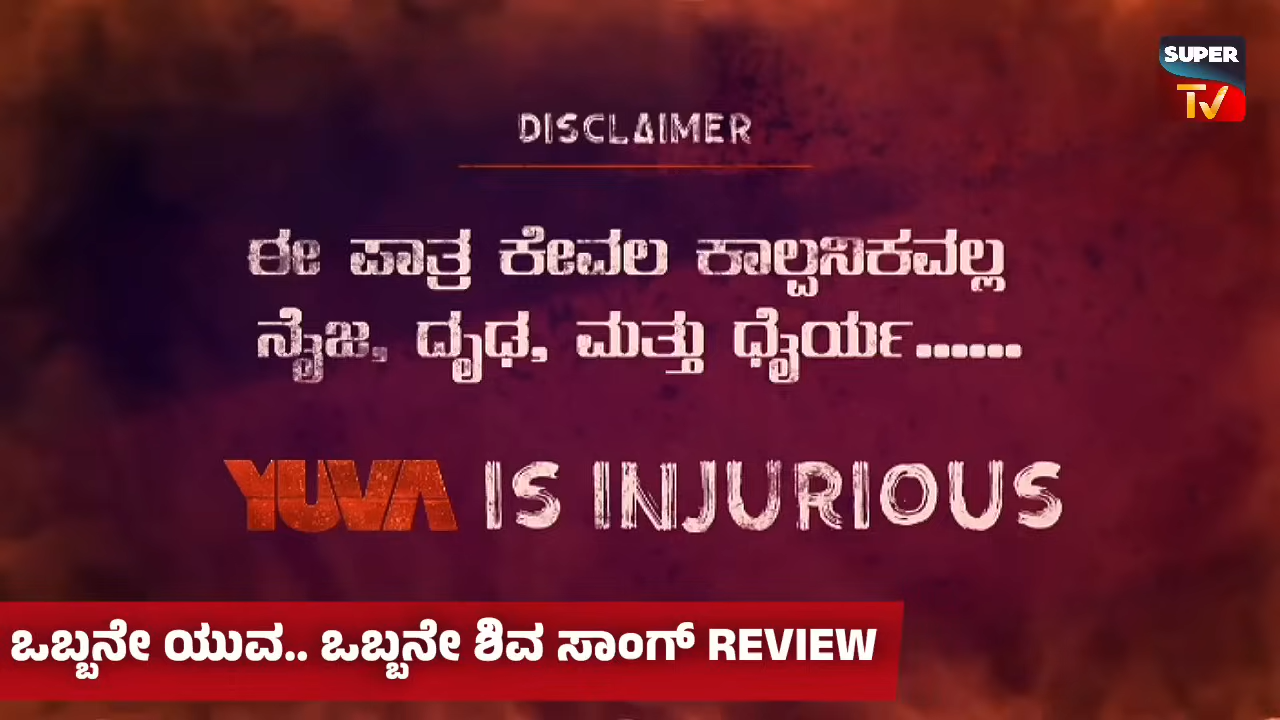 SUPER
TV
DISCLAIMER
ಈ ಪಾತ್ರ ಕೇವಲ ಕಾಲ್ಪನಿಕವಲ್ಲ
ನೈಜ, ದೃಢ, ಮತ್ತು ಧೈರ್ಯ......
YUVA IS INJURIOUS
ಒಬ್ಬನೇ ಯುವ.. ಒಬ್ಬನೇ ಶಿವ ಸಾಂಗ್ REVIEW